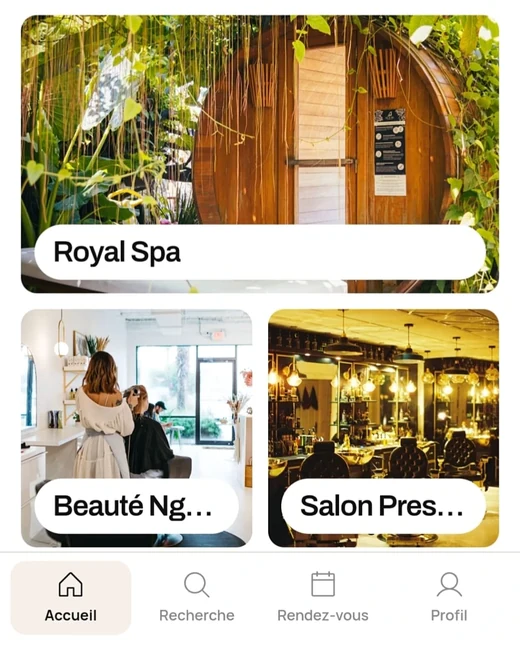 Royal Spa
Beauté Ng...
Salon Pres...
Accueil
Recherche
Rendez-vous
Profil